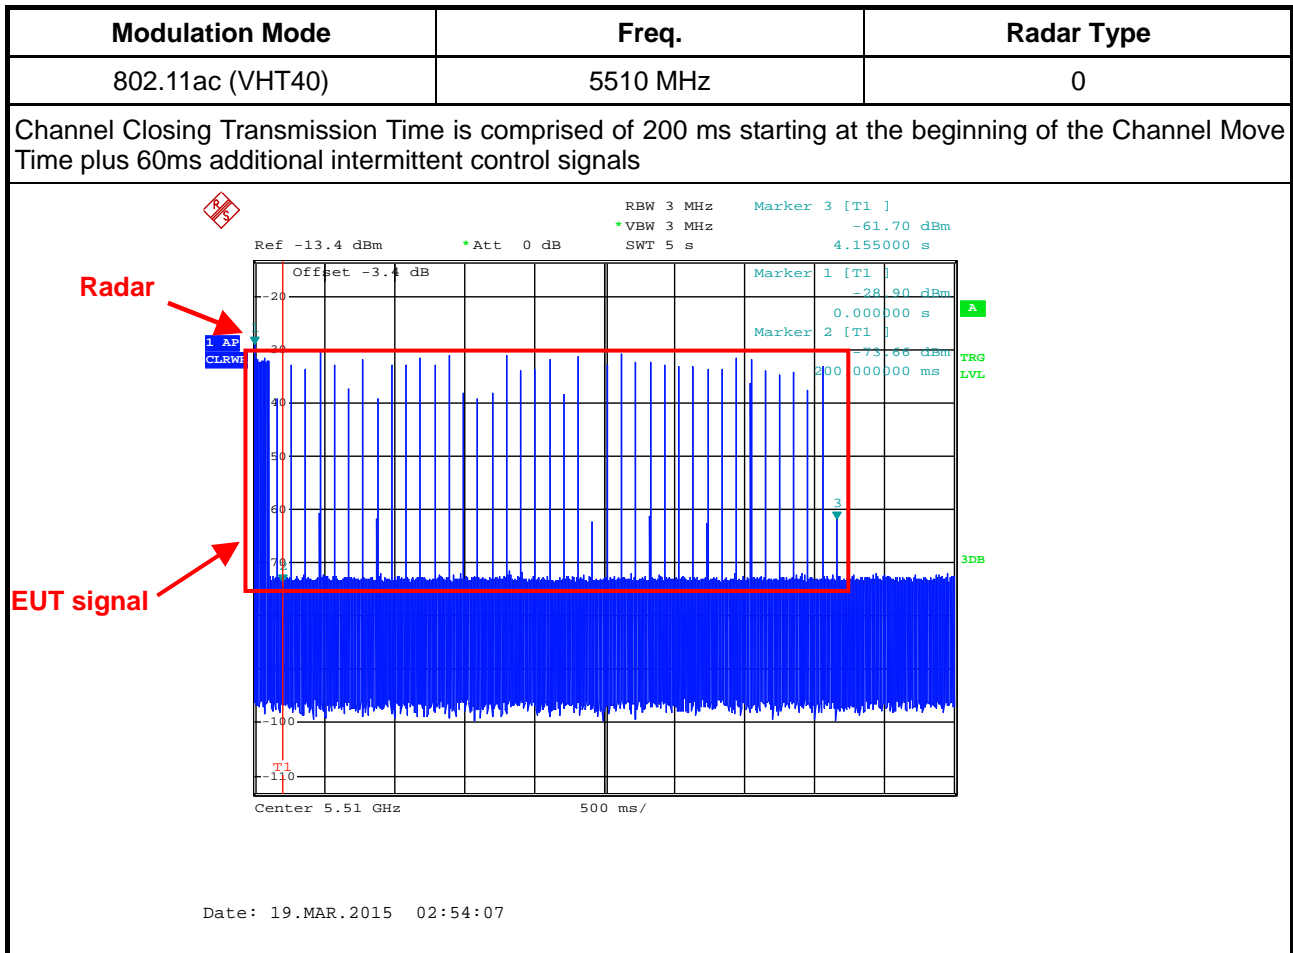 Modulation Mode Freq. Radar Type
802.11ac (VHT40) 5510 MHz 0
Channel Closing Transmission Time is comprised of 200 ms starting at the beginning of the Channel Move
Time plus 60ms additional intermittent control signals
R S
RBW 3 MHz Marker 3 [T1 ]
*VBW 3 MHz -61.70 dBm
Ref -13.4 dBm *Att 0 dB SWT 5 s 4.155000 s
Offset -3.4 dB Marker 1 [T1 ]
Radar
-20 -28.90 dBm
0.000000 s A
1 Marker 2 [T1 ]
1 AP
-30 -73.66 dBm TRG
CLRWR
200.000000 ms LVL
-40
-50
-60 3
-70 3DB
2
EUT signal
-100
T1
-110
Center 5.51 GHz 500 ms/
Date: 19.MAR.2015 02:54:07